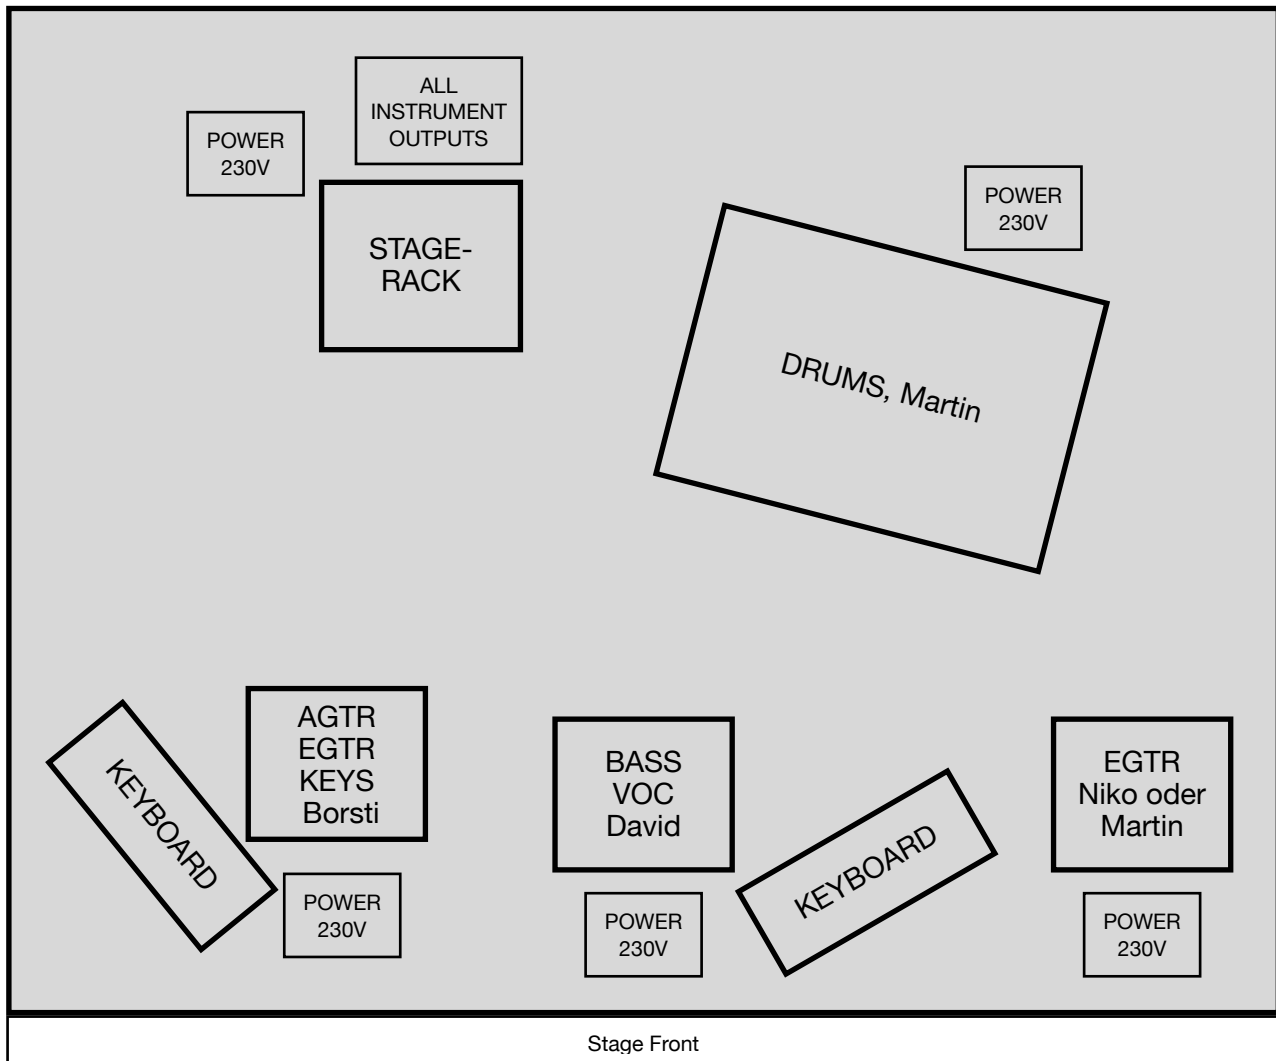 ALL
INSTRUMENT
OUTPUTS
POWER
230V
POWER
230V
STAGE-
RACK
DRUMS, Martin
AGTR
EGTR
KEYS
Borsti
KEYBOARD
BASS
VOC
David
KEYBOARD
EGTR
Niko oder
Martin
POWER
230V
POWER
230V
POWER
230V
Stage Front